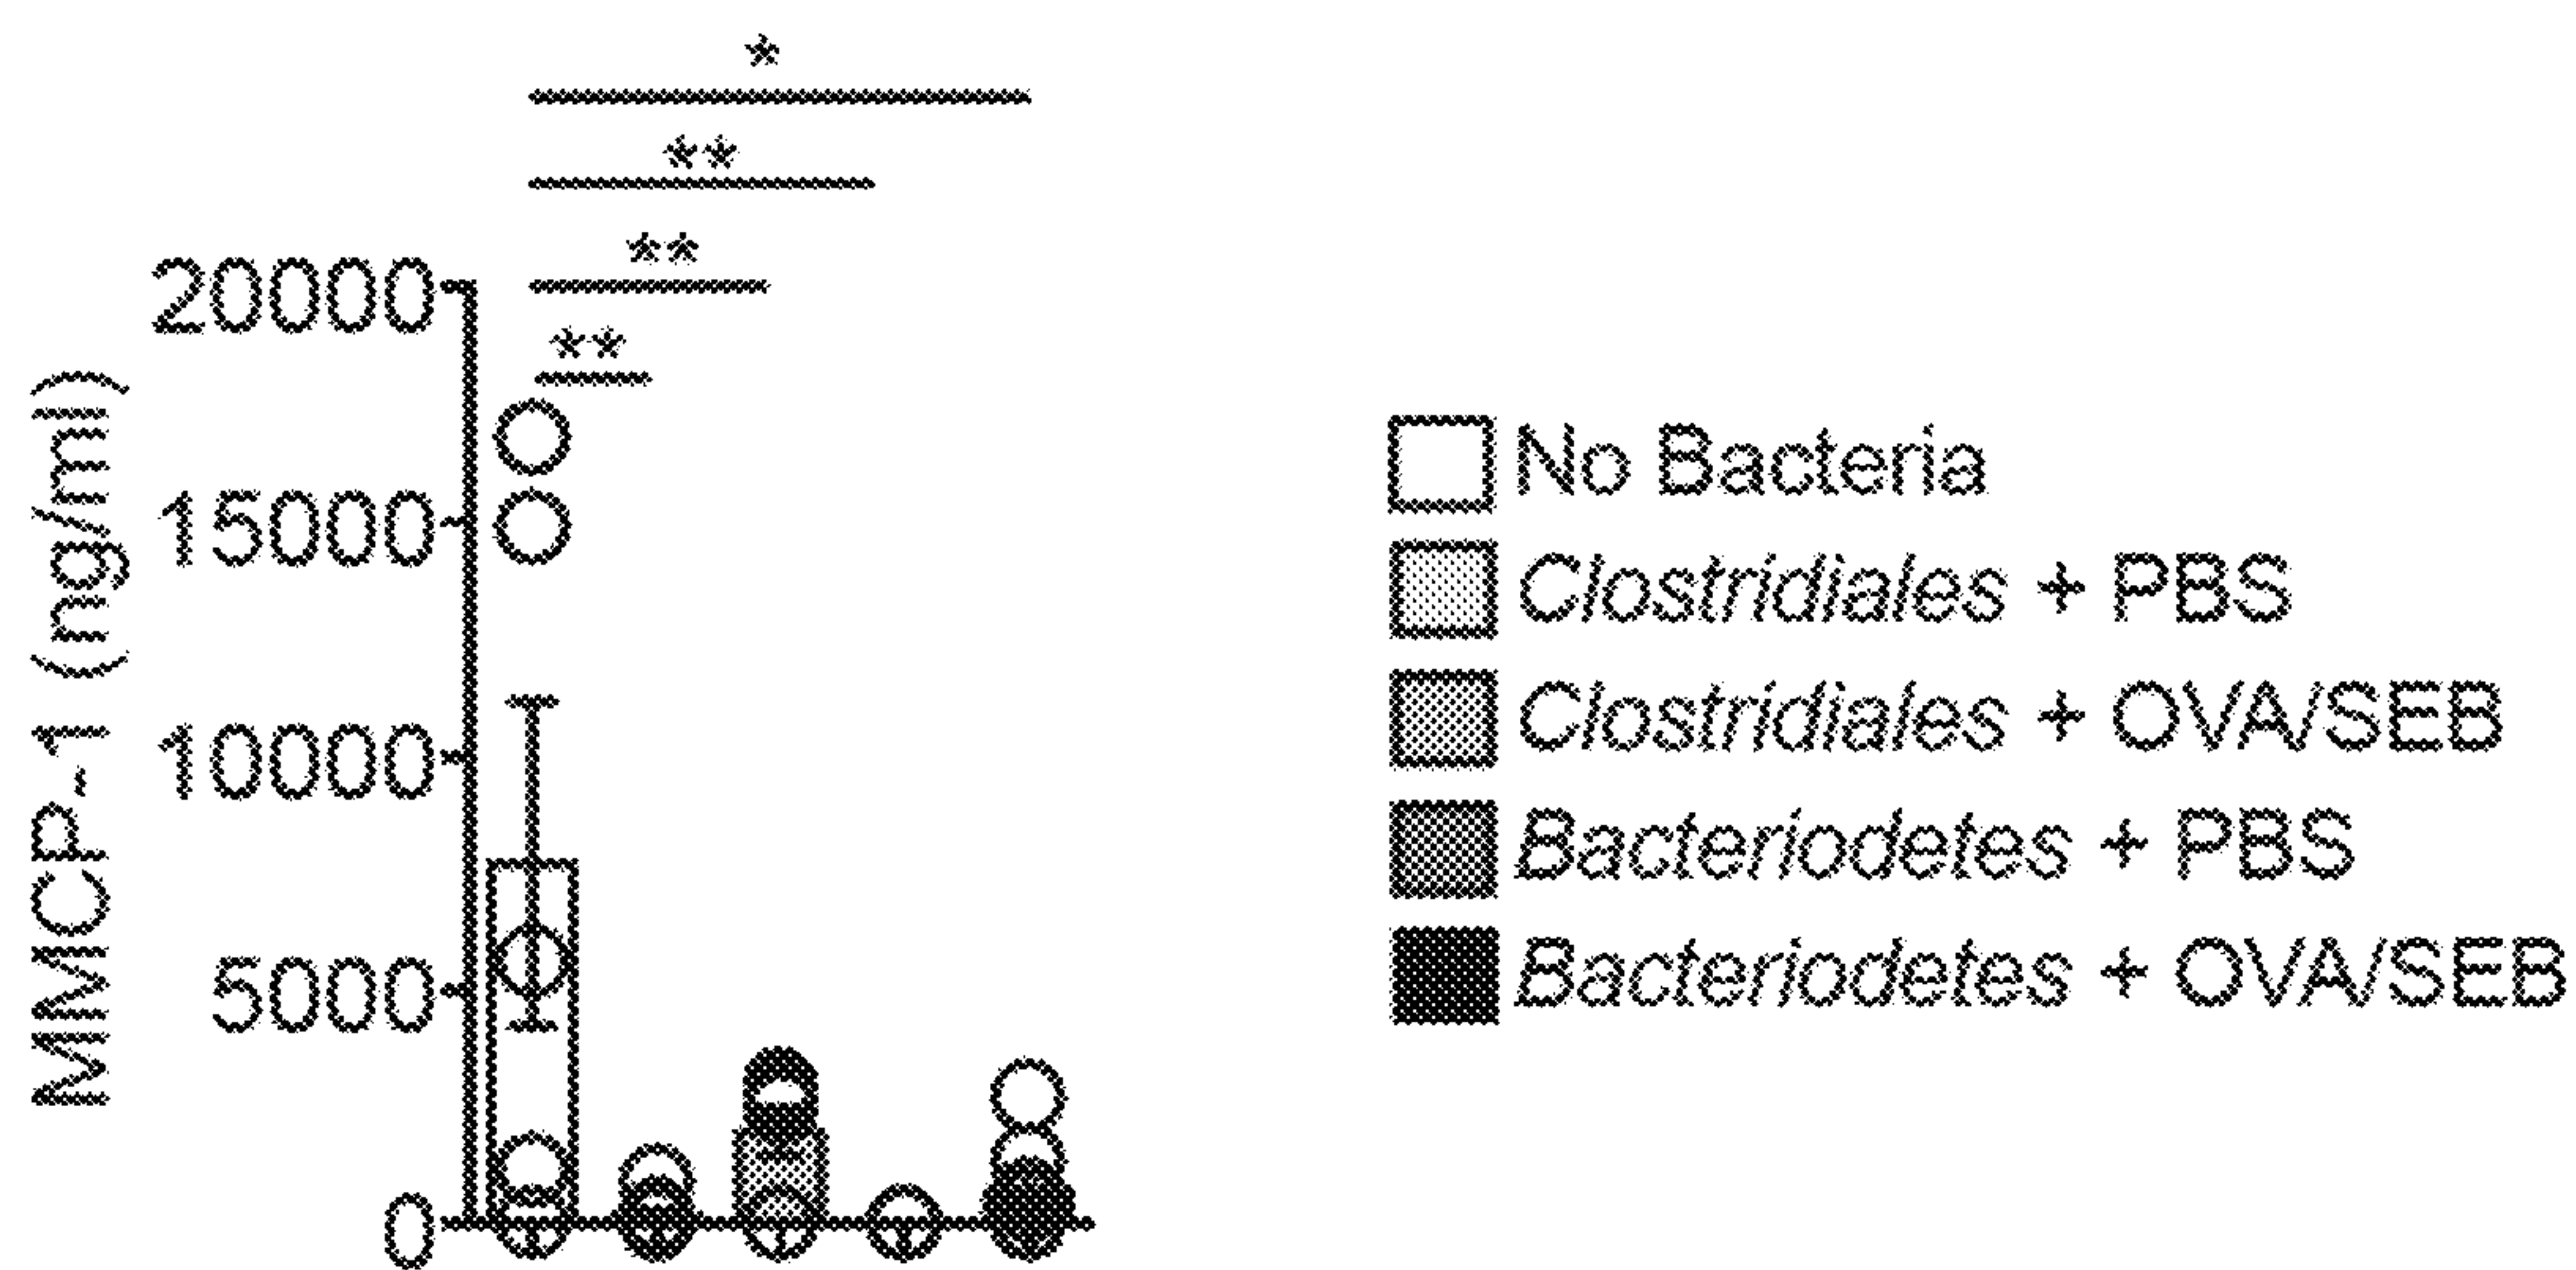 *
**
**
**
20000
15000
10000
5000
0
MMCP-1 (ng/ml)
No Bacteria
Clostridiales + PBS
Clostridiales + OVA/SEB
Bacteriodetes + PBS
Bacteriodetes + OVA/SEB